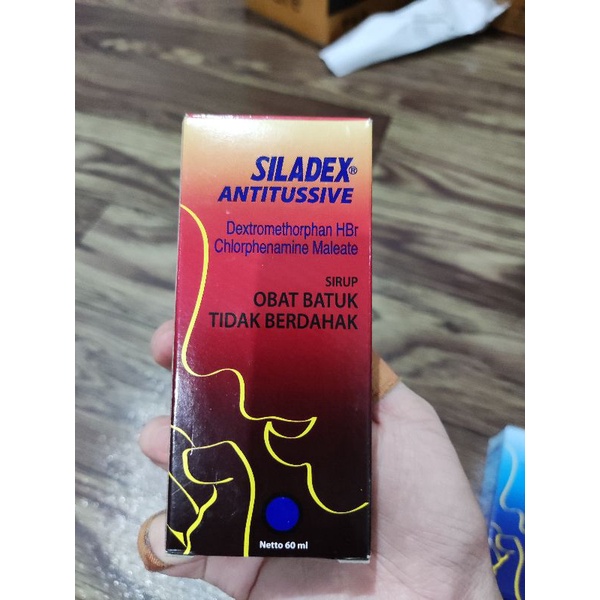 SILADEX®
ANTITUSSIVE
Dextromethorphan HBr
Chlorphenamine Maleate
SIRUP
OBAT BATUK
TIDAK BERDAHAK
Netto 60 ml